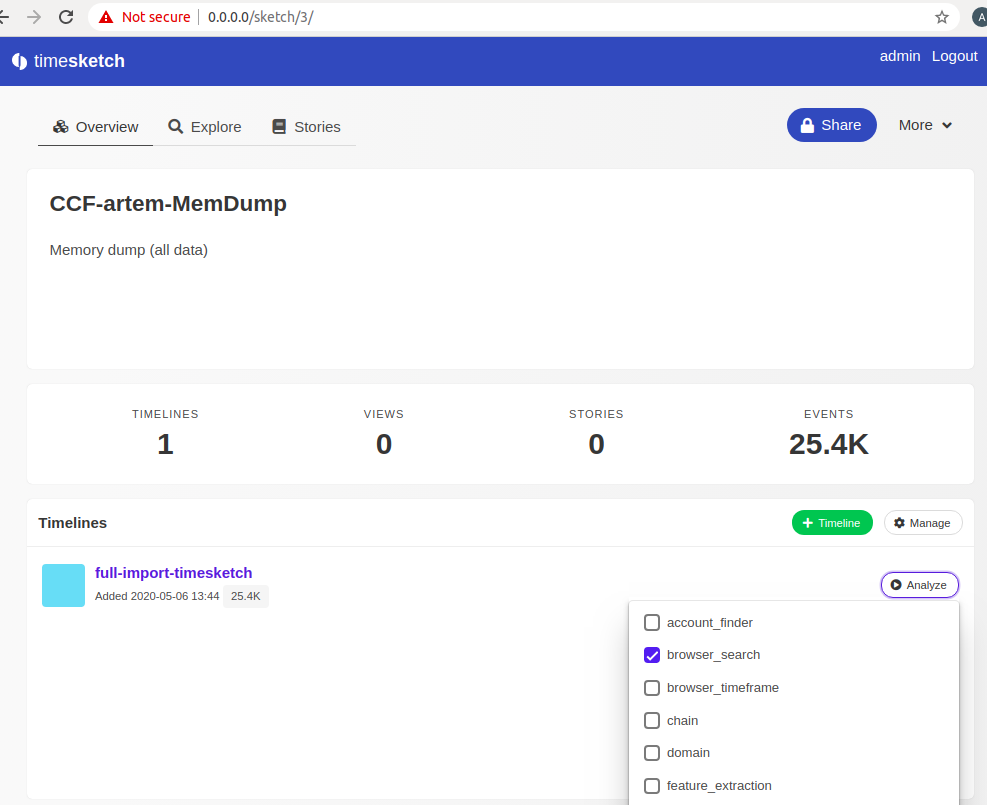 Not secure | 0.0.0.0/sketch/3/
A
timesketch
admin Logout
Overview Explore Stories
Share More
CCF-artem-MemDump
Memory dump (all data)
TIMELINES VIEWS STORIES EVENTS
1 0 0 25.4K
Timelines
Timeline Manage
full-import-timesketch
Added 2020-05-06 13:44 25.4K
Analyze
account_finder
browser_search
browser_timeframe
chain
domain
feature_extraction